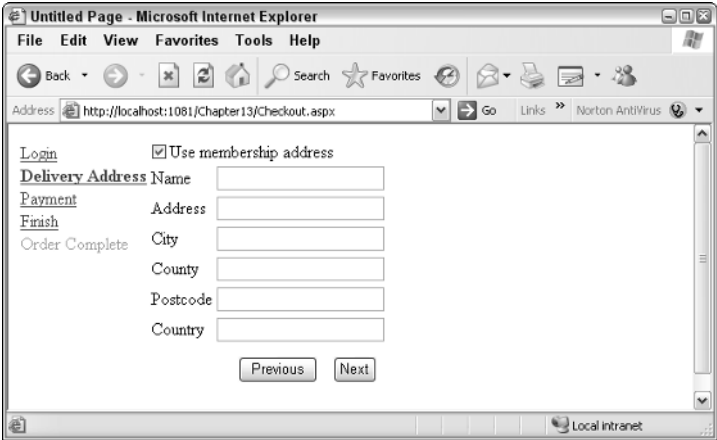 Untitled Page - Microsoft Internet Explorer
File Edit View Favorites Tools Help
Back Search Favorites
Address http://localhost:1081/Chapter13/Checkout.aspx Go Links » Norton AntiVirus
Login
Delivery Address
Payment
Finish
Order Complete
Use membership address
Name
Address
City
County
Postcode
Country
Previous Next
Local intranet